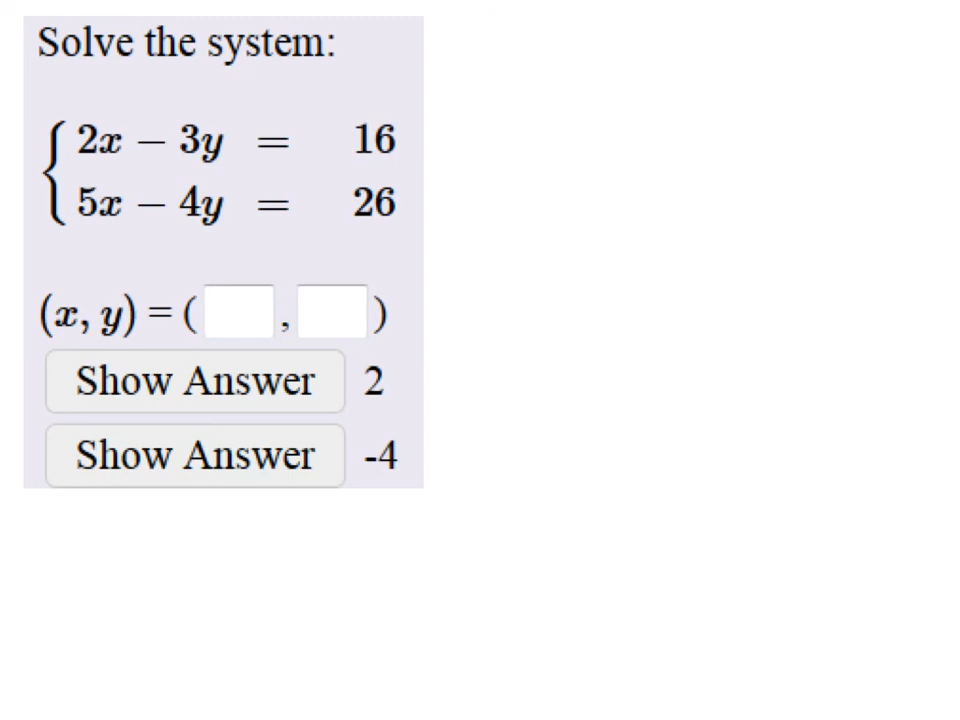 Solve the system:
2x − 3y = 16
5x − 4y = 26
(x, y) = ( , )
Show Answer 2
Show Answer -4